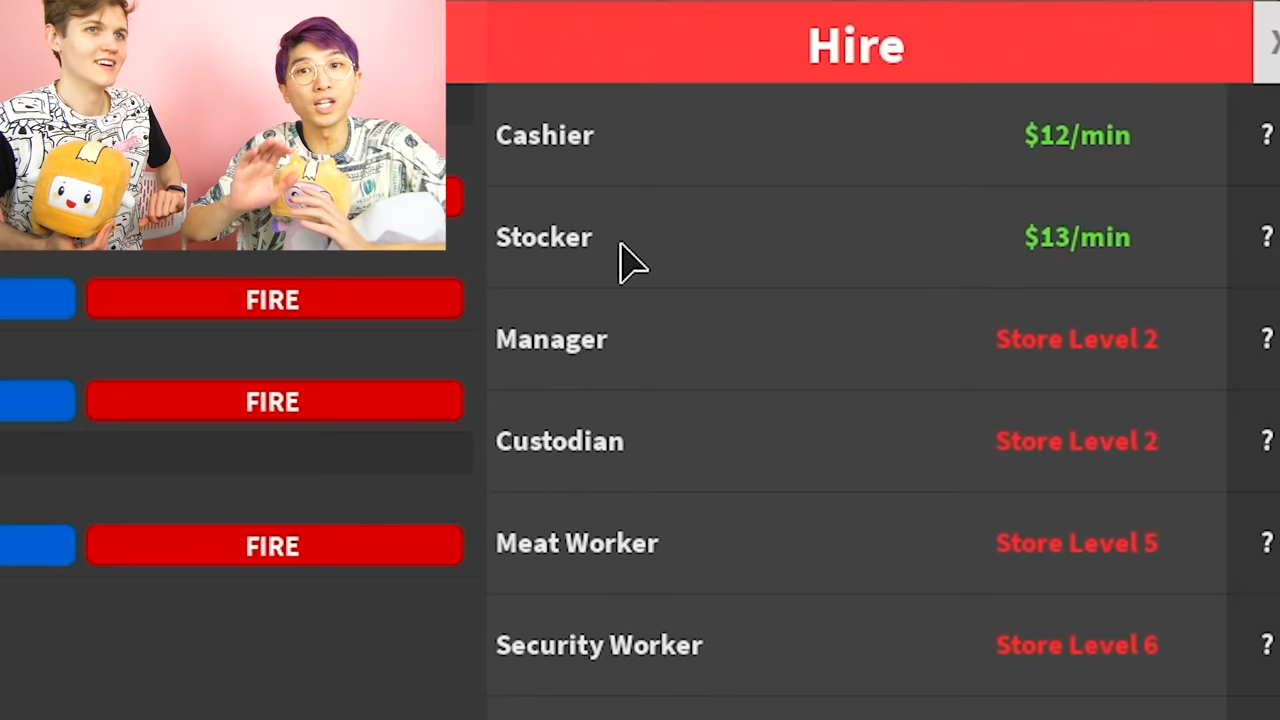 Hire
Cashier $12/min ?
Stocker $13/min ?
FIRE
Manager Store Level 2 ?
FIRE
Custodian Store Level 2 ?
FIRE
Meat Worker Store Level 5 ?
Security Worker Store Level 6 ?